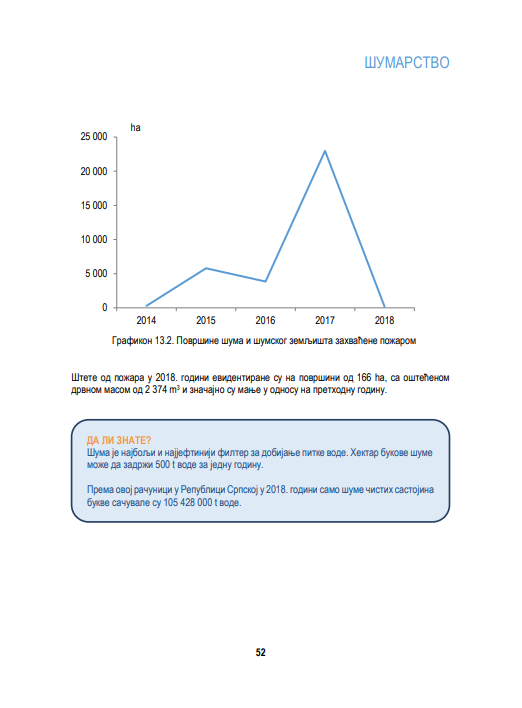 ШУМАРСТВО
ha
25 000
20 000
15 000
10 000
5 000
0
2014 2015 2016 2017 2018
Графикон 13.2. Површине шума и шумског земљишта захваћене пожаром
Штете од пожара у 2018. години евидентиране су на површини од 166 ha, са оштећеном
дрвном масом од 2 374 m³ и значајно су мање у односу на претходну годину.
ДА ЛИ ЗНАТЕ?
Шума је најбољи и најјефтинији филтер за добијање питке воде. Хектар букове шуме
може да задржи 500 t воде за једну годину.
Према овој рачуници у Републици Српској у 2018. години само шуме чистих састојина
букве сачувале су 105 428 000 t воде.
52